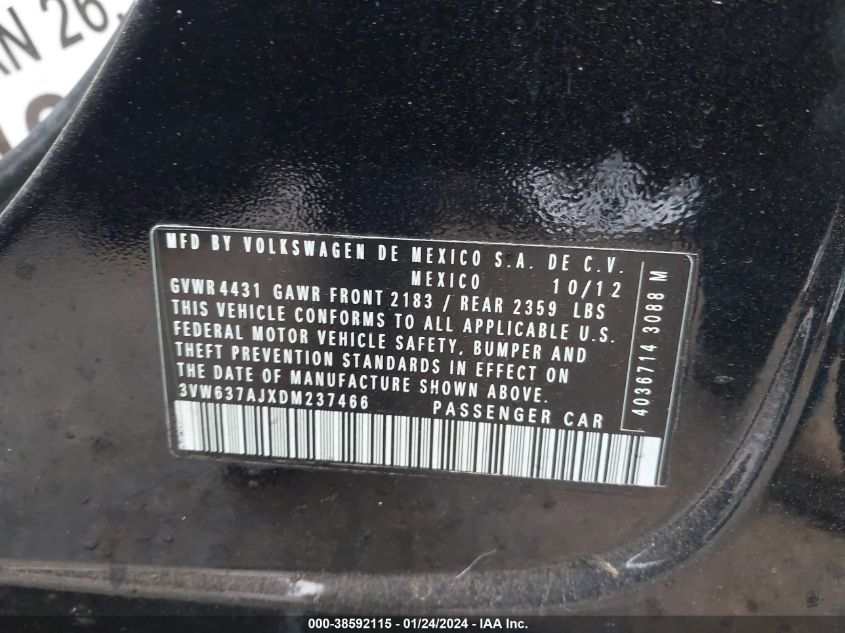 AN 26,
MFD BY VOLKSWAGEN DE MEXICO S.A. DE C.V.
MEXICO 10/12
GVWR 4431 GAWR FRONT 2183 / REAR 2359 LBS
THIS VEHICLE CONFORMS TO ALL APPLICABLE U.S.
FEDERAL MOTOR VEHICLE SAFETY, BUMPER AND
THEFT PREVENTION STANDARDS IN EFFECT ON
THE DATE OF MANUFACTURE SHOWN ABOVE.
3VW637AJXDM237466 PASSENGER CAR
4036714 3088 M
000-38592115 - 01/24/2024 - IAA Inc.